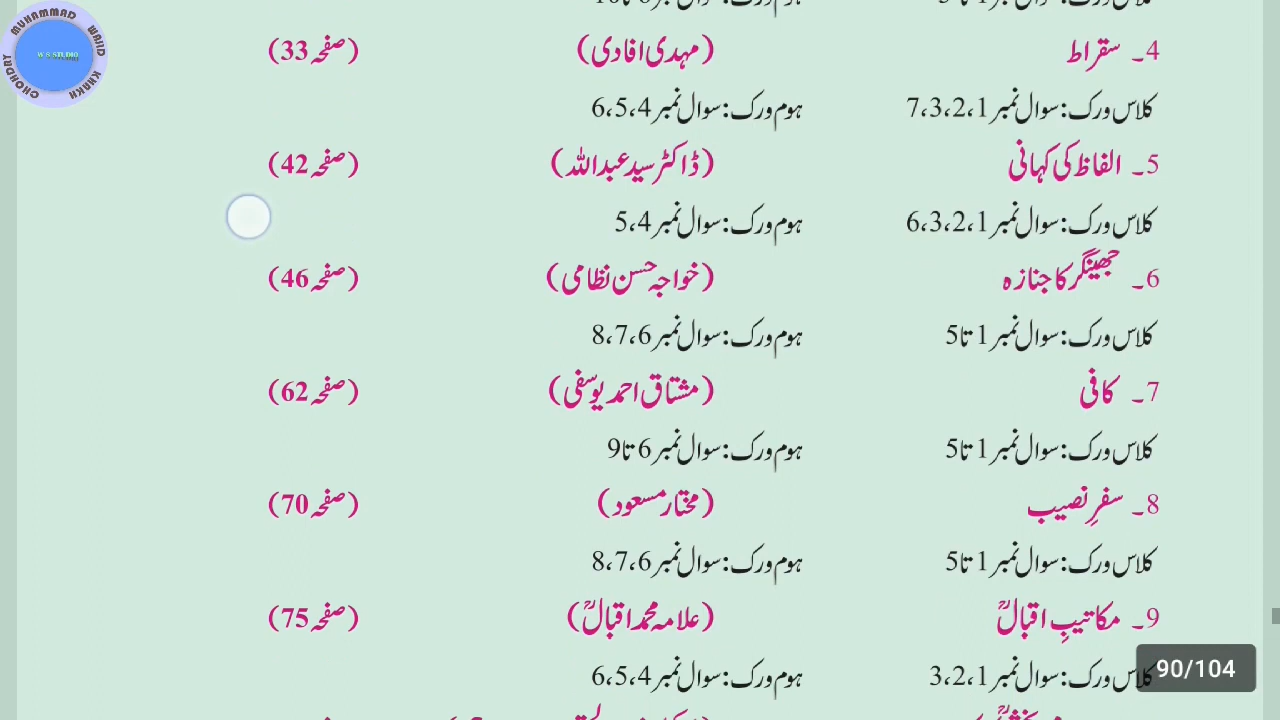 MUHAMMAD WAJID KHAKH CHOHDAY
W S STUDIO
4۔ سقراط (مہدی افادی) (صفحہ 33)
کلاس ورک: سوال نمبر 1، 2، 3، 7 ہوم ورک: سوال نمبر 4، 5، 6
5۔ الفاظ کی کہانی (ڈاکٹر سید عبداللہ) (صفحہ 42)
کلاس ورک: سوال نمبر 1، 2، 3، 6 ہوم ورک: سوال نمبر 4، 5
6۔ جھینگر کا جنازہ (خواجہ حسن نظامی) (صفحہ 46)
کلاس ورک: سوال نمبر 1 تا 5 ہوم ورک: سوال نمبر 6، 7، 8
7۔ کافی (مشتاق احمد یوسفی) (صفحہ 62)
کلاس ورک: سوال نمبر 1 تا 5 ہوم ورک: سوال نمبر 6 تا 9
8۔ سفرِ نصیب (مختار مسعود) (صفحہ 70)
کلاس ورک: سوال نمبر 1 تا 5 ہوم ورک: سوال نمبر 6، 7، 8
9۔ مکاتیبِ اقبالؒ (علامہ محمد اقبالؒ) (صفحہ 75)
کلاس ورک: سوال نمبر 1، 2، 3 ہوم ورک: سوال نمبر 4، 5، 6
90/104